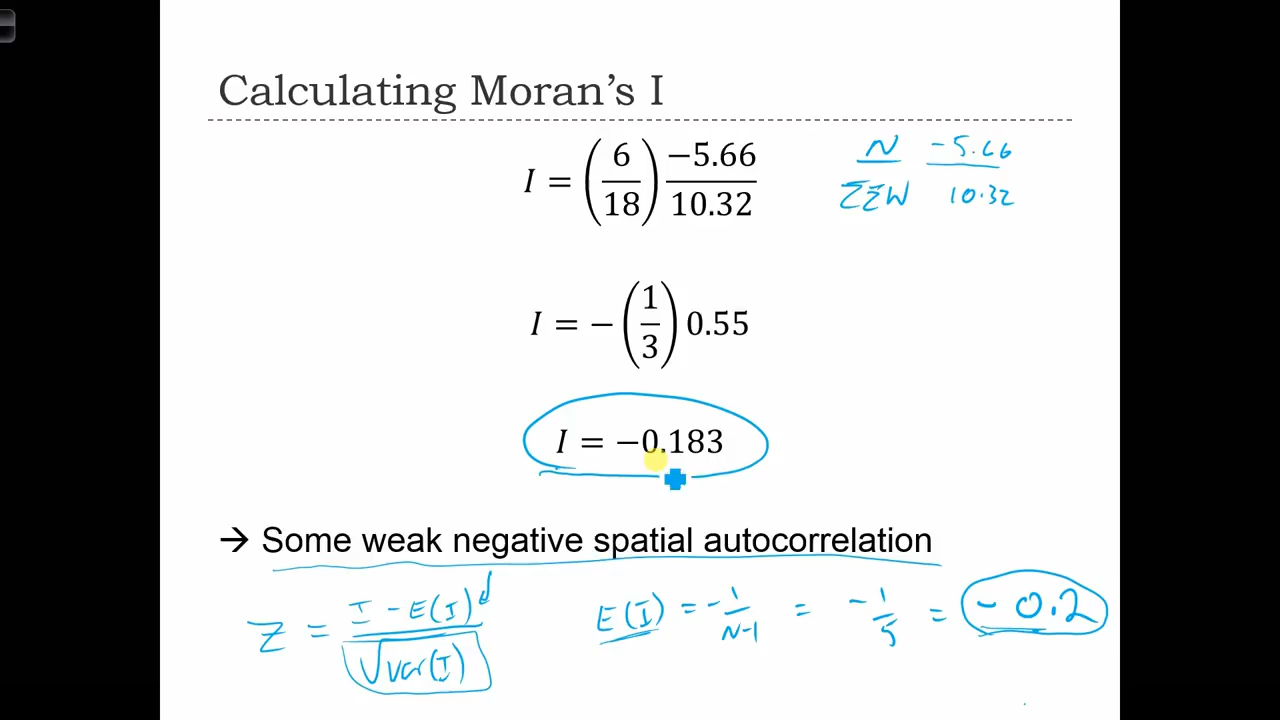 Calculating Moran's I
I = (6/18) −5.66/10.32
N/ΣΣW −5.66/10.32
I = −(1/3) 0.55
I = −0.183
→ Some weak negative spatial autocorrelation
Z = (I − E(I))/√var(I)
E(I) = −1/(N−1) = −1/5 = −0.2